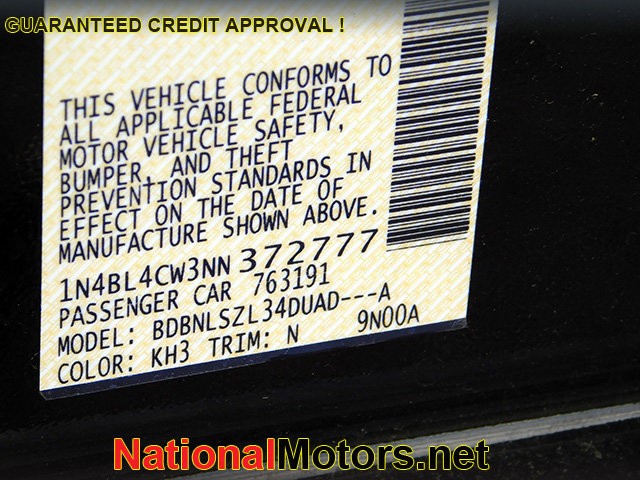 GUARANTEED CREDIT APPROVAL !
THIS VEHICLE CONFORMS TO
ALL APPLICABLE FEDERAL
MOTOR VEHICLE SAFETY,
BUMPER, AND THEFT
PREVENTION STANDARDS IN
EFFECT ON THE DATE OF
MANUFACTURE SHOWN ABOVE.
1N4BL4CW3NN372777
PASSENGER CAR 763191
MODEL: BDBNLSZL34DUAD---A
COLOR: KH3 TRIM: N 9N00A
NationalMotors.net